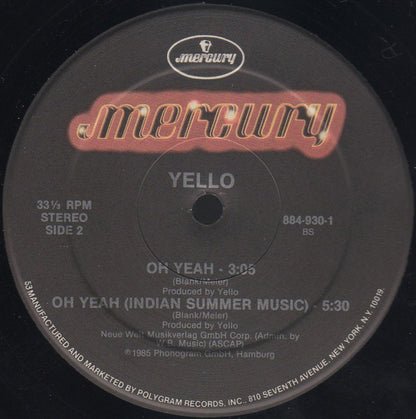 mercury
mercury
YELLO
33⅓ RPM
STEREO
SIDE 2
884-930-1
BS
OH YEAH - 3:05
(Blank/Meier)
Produced by Yello
OH YEAH (INDIAN SUMMER MUSIC) - 5:30
(Blank/Meier)
Produced by Yello
Neue Welt Musikverlag GmbH Corp. (Admin. by
W.B. Music) (ASCAP)
℗1985 Phonogram GmbH, Hamburg
53 MANUFACTURED AND MARKETED BY POLYGRAM RECORDS, INC., 810 SEVENTH AVENUE, NEW YORK, N.Y. 10019.